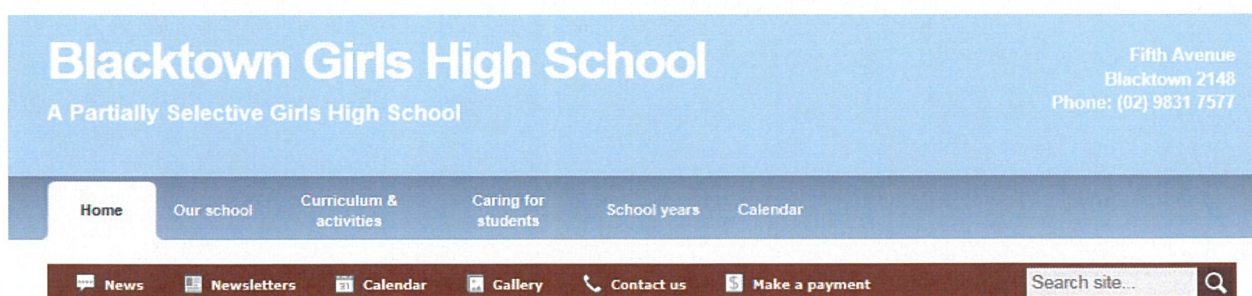 Blacktown Girls High School
A Partially Selective Girls High School
Fifth Avenue
Blacktown 2148
Phone: (02) 9831 7577
Home
Our school
Curriculum &
activities
Caring for
students
School years
Calendar
News
Newsletters
31
Calendar
Gallery
Contact us
$
Make a payment
Search site...